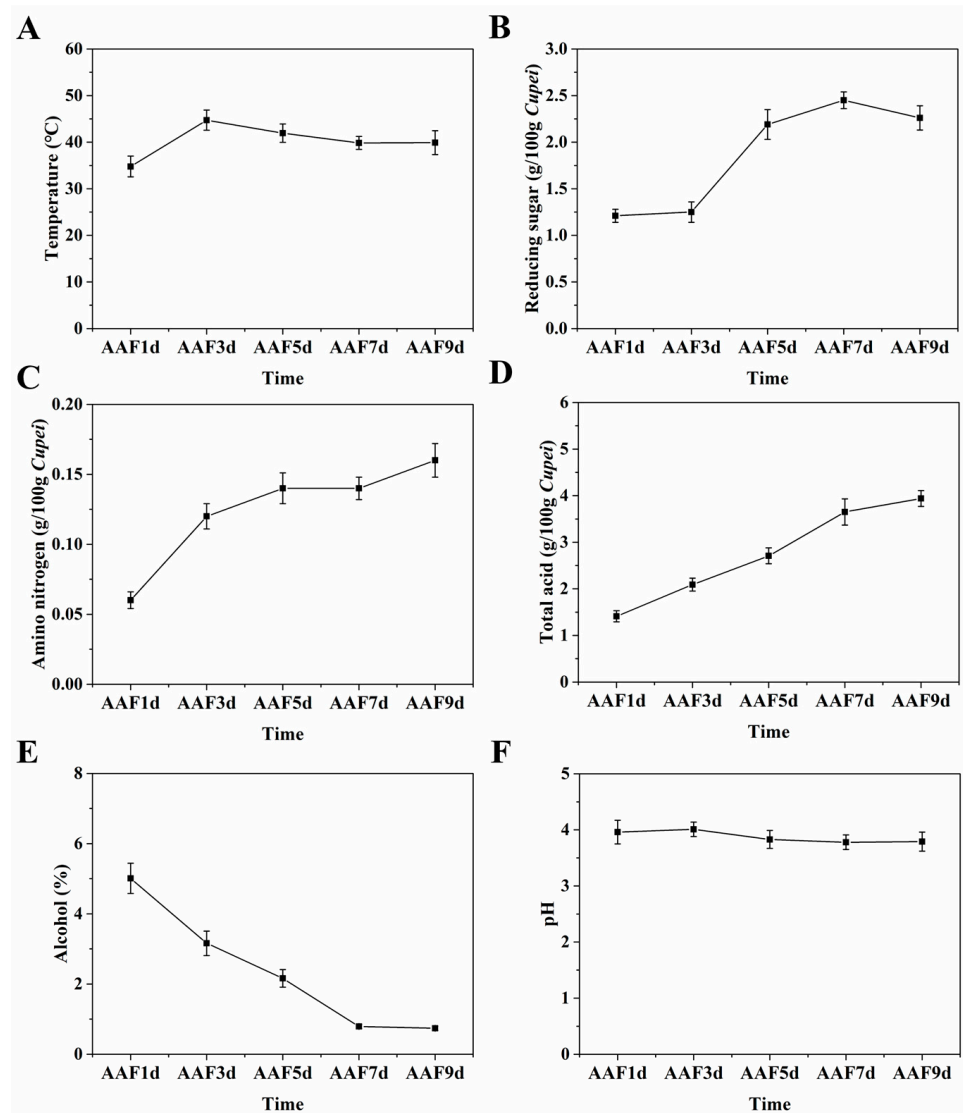 A
Temperature (℃)
60
50
40
30
20
10
0
AAF1d AAF3d AAF5d AAF7d AAF9d
Time
B
Reducing sugar (g/100g Cupei)
3.0
2.5
2.0
1.5
1.0
0.5
0.0
AAF1d AAF3d AAF5d AAF7d AAF9d
Time
C
Amino nitrogen (g/100g Cupei)
0.20
0.15
0.10
0.05
0.00
AAF1d AAF3d AAF5d AAF7d AAF9d
Time
D
Total acid (g/100g Cupei)
6
5
4
3
2
1
0
AAF1d AAF3d AAF5d AAF7d AAF9d
Time
E
Alcohol (%)
8
6
4
2
0
AAF1d AAF3d AAF5d AAF7d AAF9d
Time
F
pH
5
4
3
2
1
0
AAF1d AAF3d AAF5d AAF7d AAF9d
Time